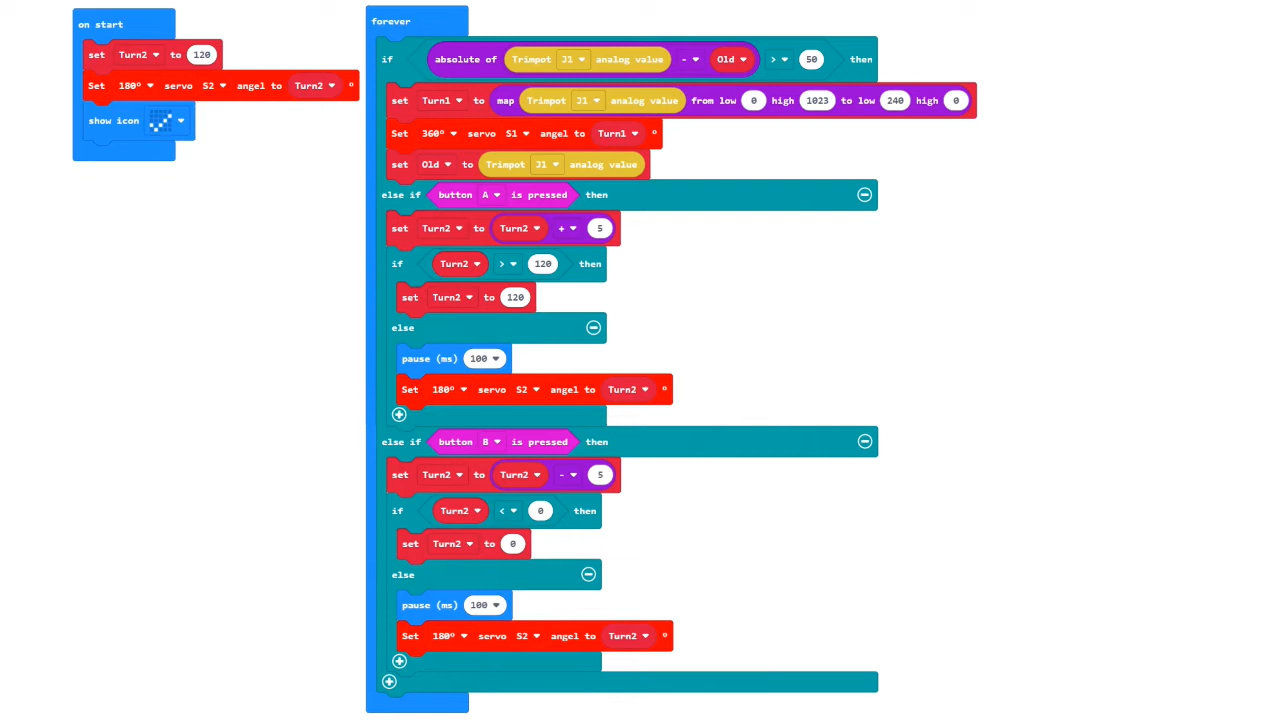 on start
set Turn2 to 120
Set 180° servo S2 angel to Turn2 °
show icon
forever
if absolute of Trimpot J1 analog value - Old > 50 then
set Turn1 to map Trimpot J1 analog value from low 0 high 1023 to low 240 high 0
Set 360° servo S1 angel to Turn1 °
set Old to Trimpot J1 analog value
else if button A is pressed then
set Turn2 to Turn2 + 5
if Turn2 > 120 then
set Turn2 to 120
else
pause (ms) 100
Set 180° servo S2 angel to Turn2 °
else if button B is pressed then
set Turn2 to Turn2 - 5
if Turn2 < 0 then
set Turn2 to 0
else
pause (ms) 100
Set 180° servo S2 angel to Turn2 °